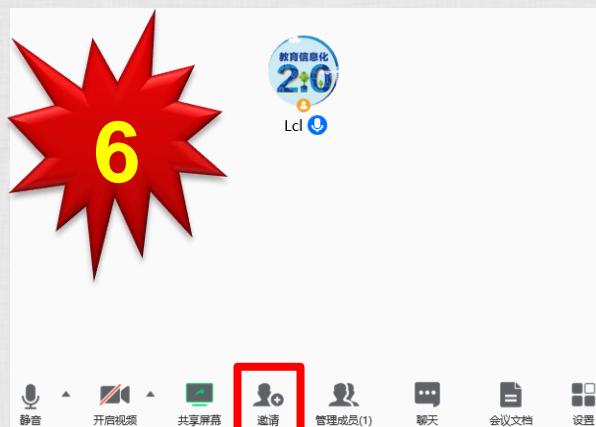 6
教育信息化
2.0
Lcl
静音
开启视频
共享屏幕
邀请
管理成员(1)
聊天
会议文档
设置